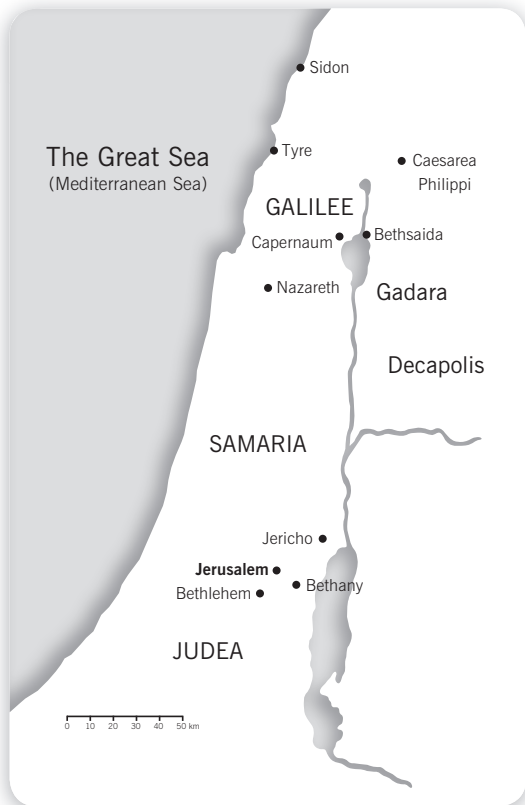 Sidon
The Great Sea
(Mediterranean Sea)
Tyre
Caesarea
Philippi
GALILEE
Capernaum
Bethsaida
Nazareth
Gadara
Decapolis
SAMARIA
Jericho
Jerusalem
Bethany
Bethlehem
JUDEA
0 10 20 30 40 50 km